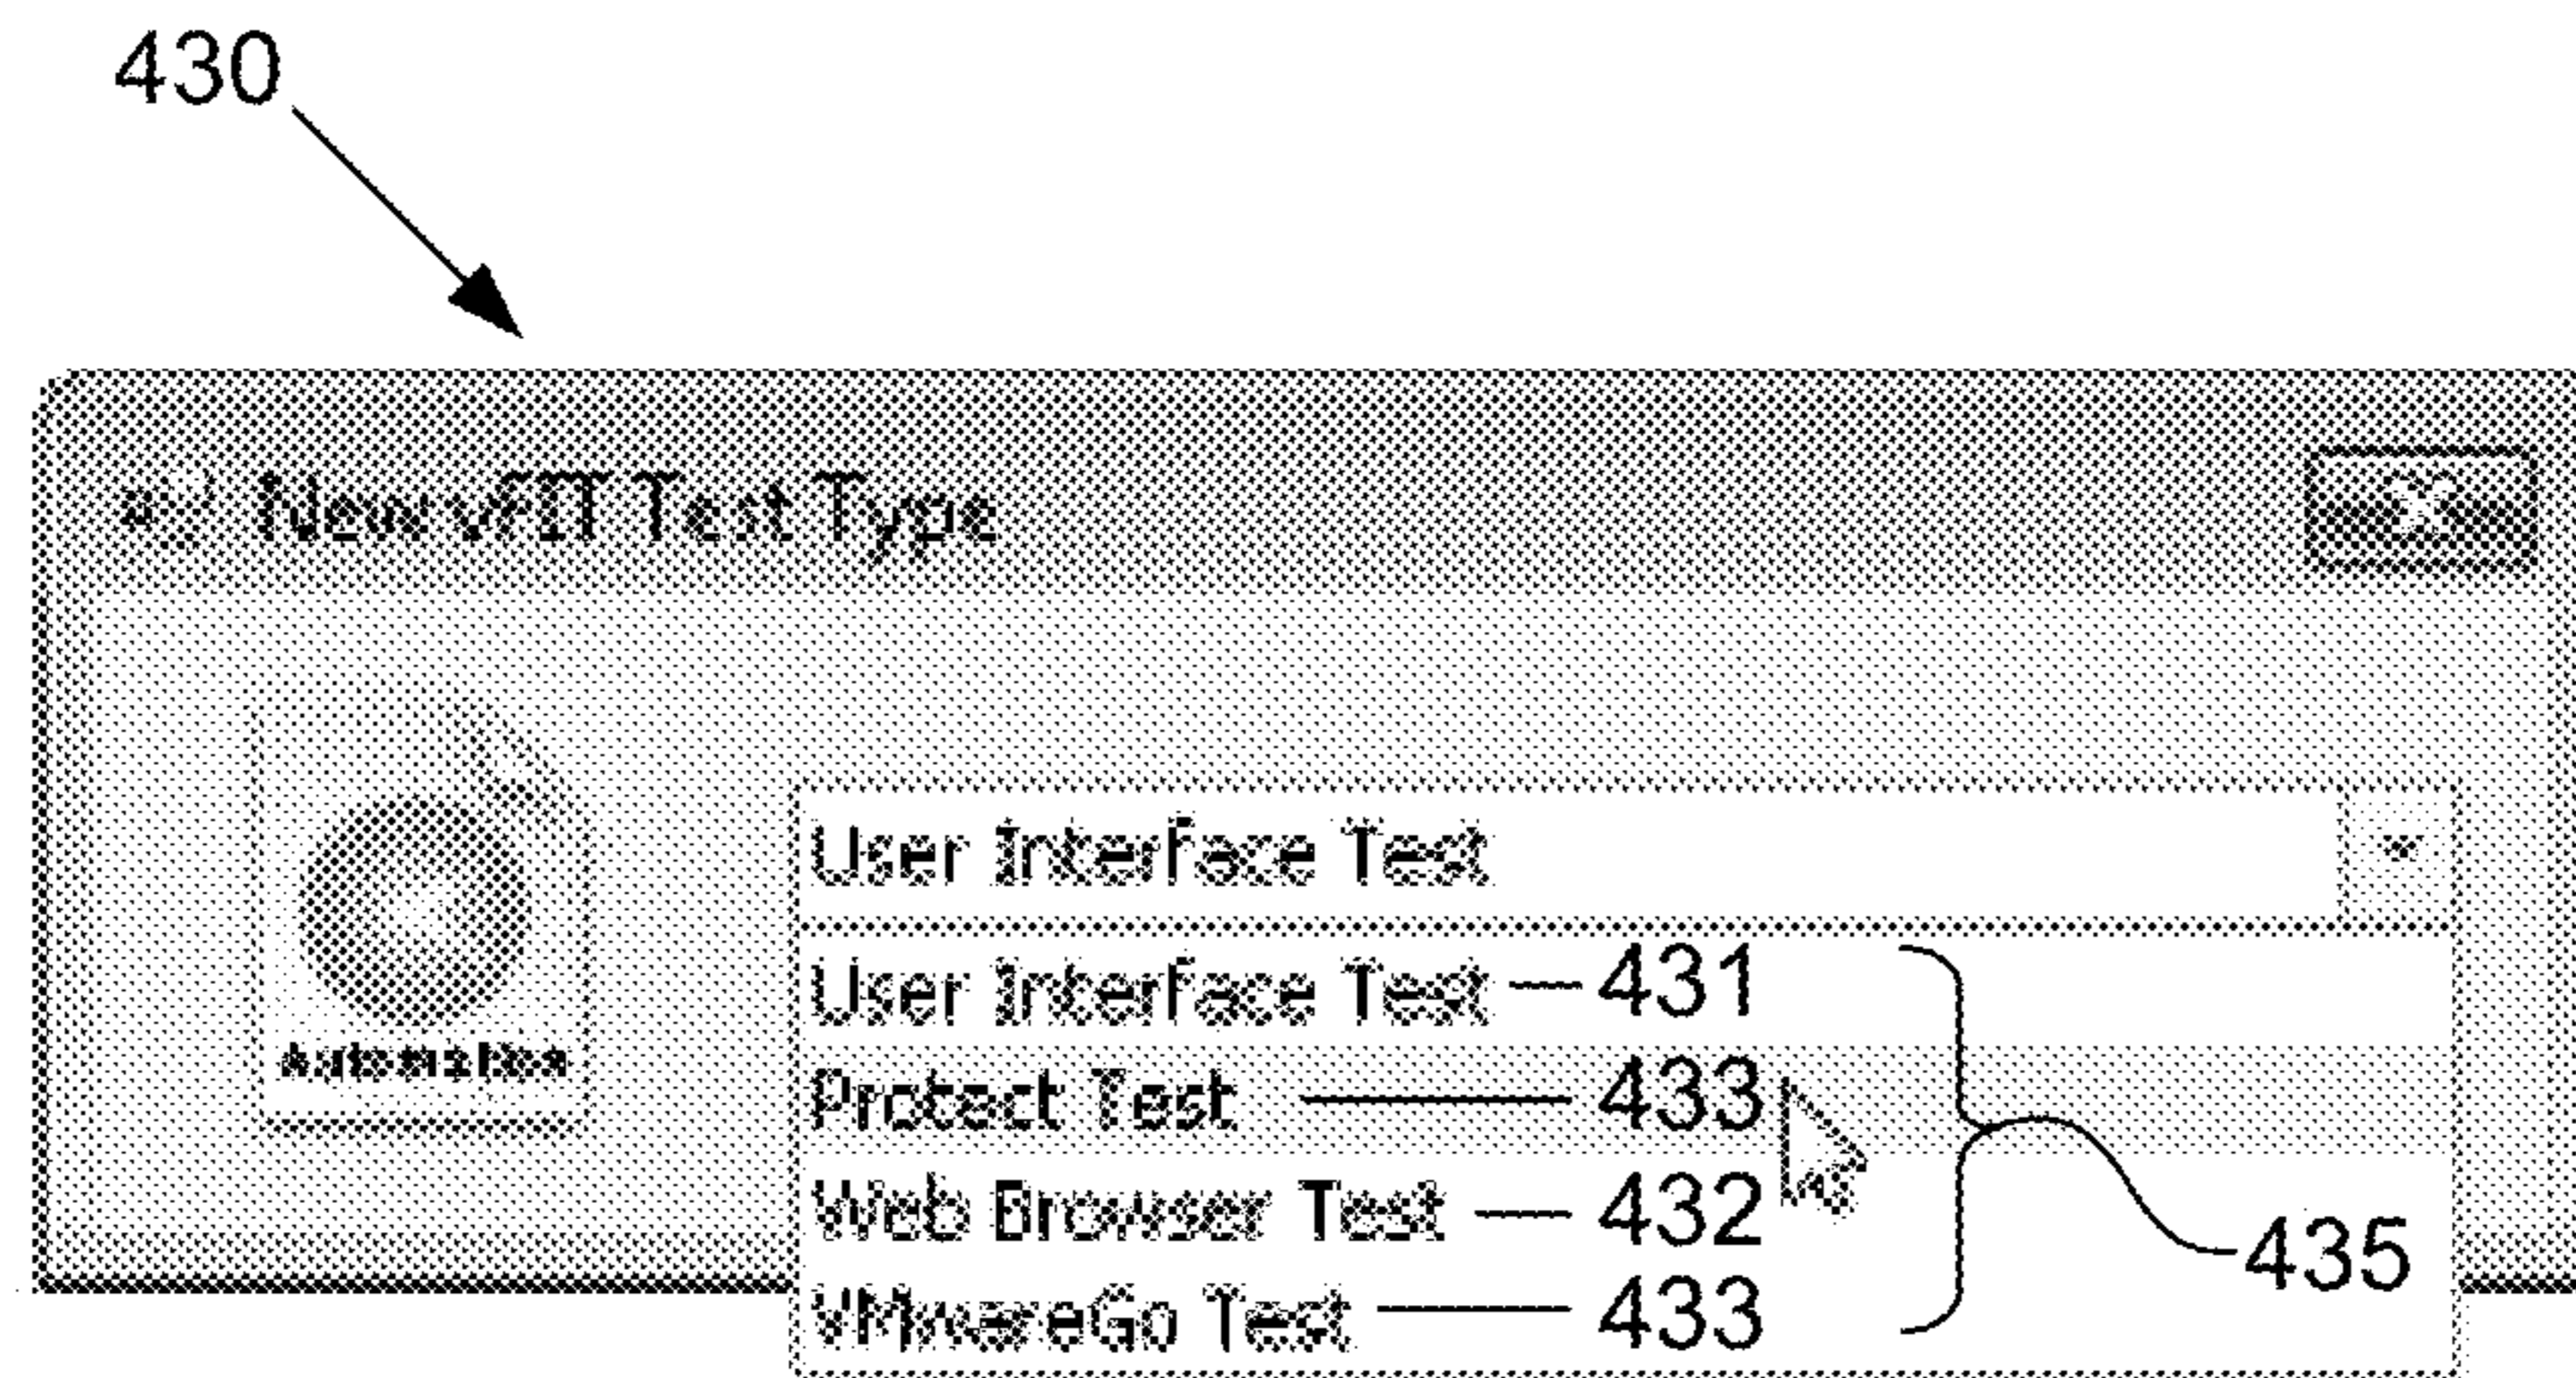 430
New vFIT Test Type
User Interface Test
User Interface Test 431
Automation
Protect Test 433
Web Browser Test 432
VMwareGo Test 433
435